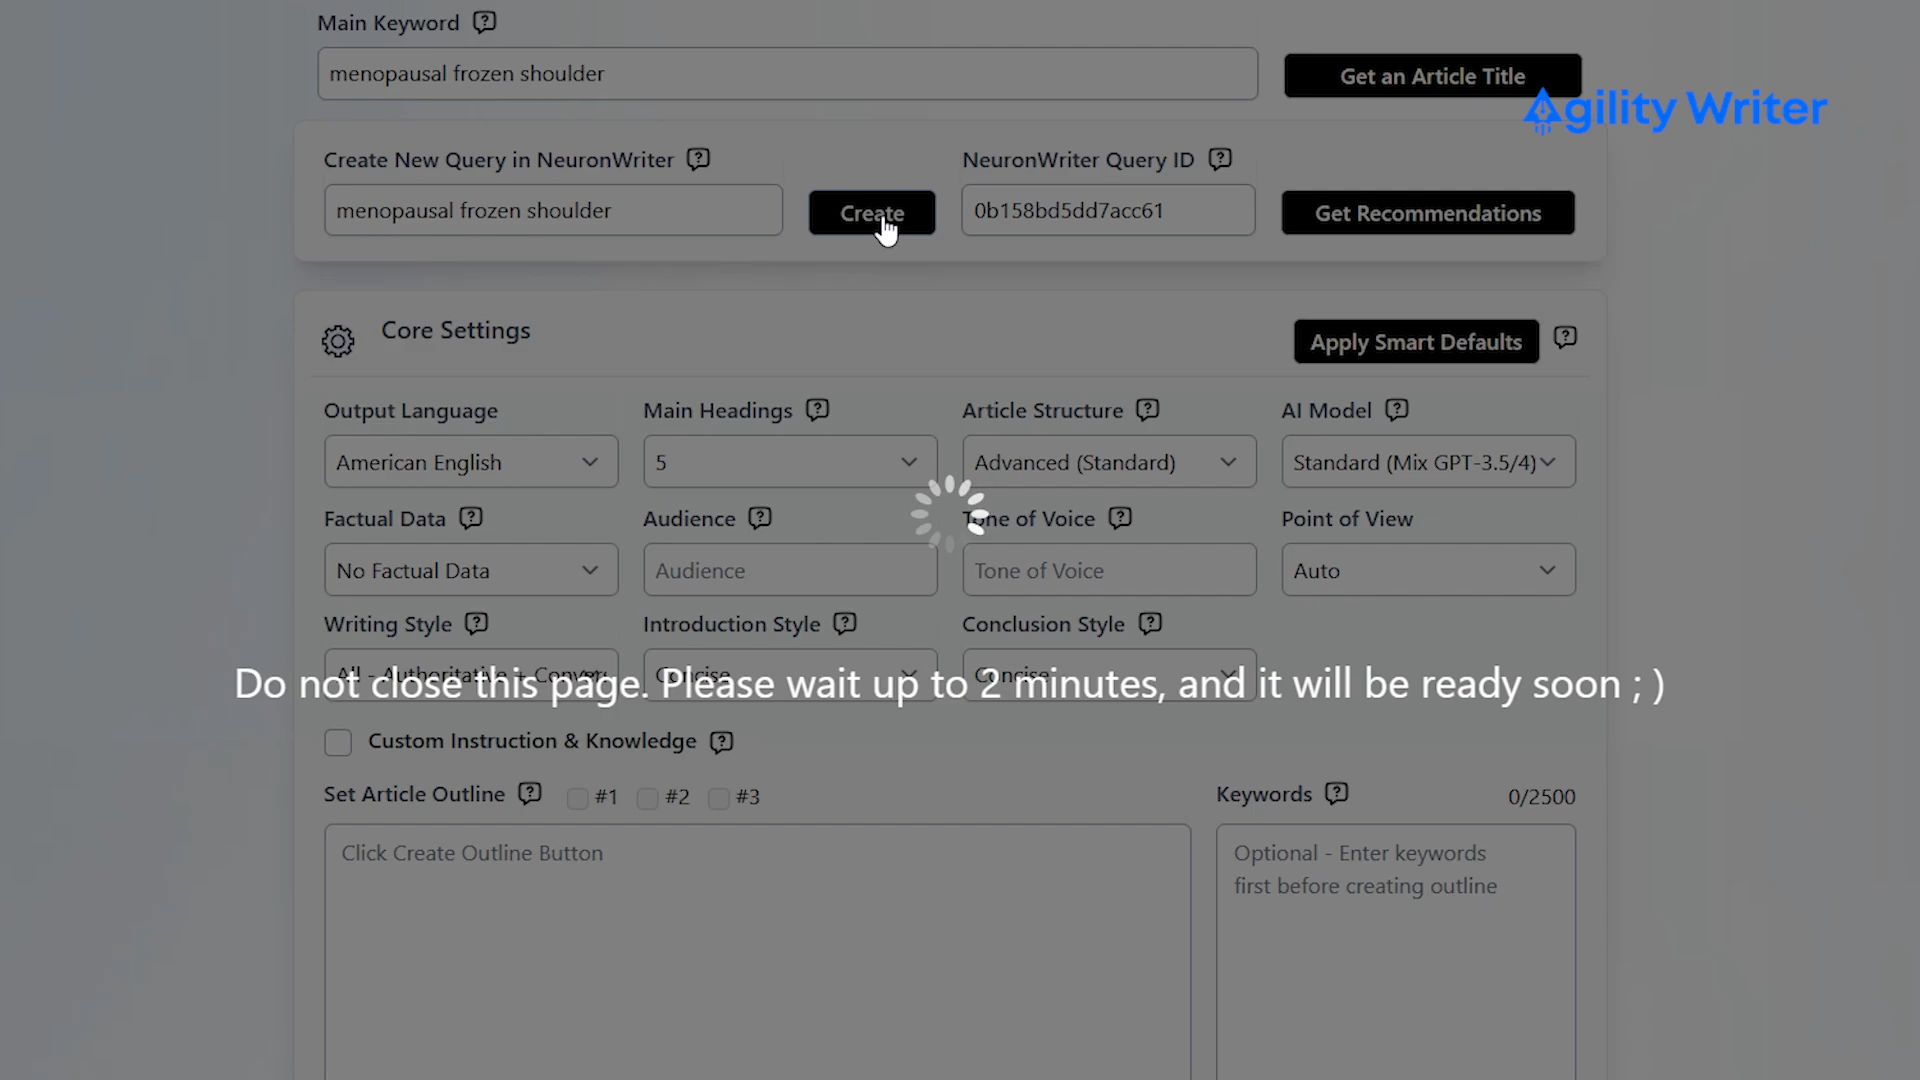 Main Keyword
menopausal frozen shoulder
Get an Article Title
Agility Writer
Create New Query in NeuronWriter
NeuronWriter Query ID
menopausal frozen shoulder
Create
0b158bd5dd7acc61
Get Recommendations
Core Settings
Apply Smart Defaults
Output Language
Main Headings
Article Structure
AI Model
American English
5
Advanced (Standard)
Standard (Mix GPT-3.5/4)
Factual Data
Audience
Tone of Voice
Point of View
No Factual Data
Audience
Tone of Voice
Auto
Writing Style
Introduction Style
Conclusion Style
All - Authoritative + Conver
Concise
Concise
Do not close this page. Please wait up to 2 minutes, and it will be ready soon ; )
Custom Instruction & Knowledge
Set Article Outline
#1
#2
#3
Keywords
0/2500
Click Create Outline Button
Optional - Enter keywords
first before creating outline